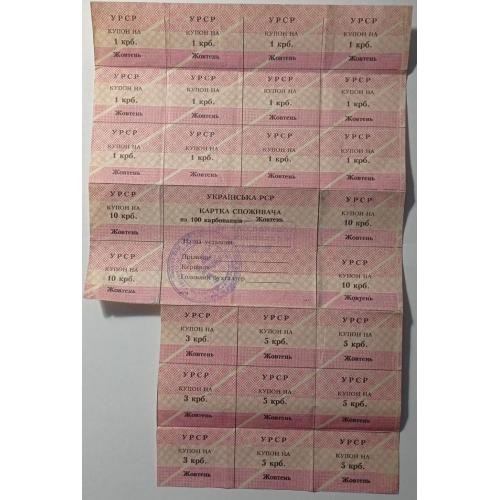 УРСР УРСР УРСР УРСР
КУПОН НА КУПОН НА КУПОН НА КУПОН НА
1 крб. 1 крб. 1 крб. 1 крб.
Жовтень Жовтень Жовтень Жовтень
УРСР УРСР УРСР УРСР
КУПОН НА КУПОН НА КУПОН НА КУПОН НА
1 крб. 1 крб. 1 крб. 1 крб.
Жовтень Жовтень Жовтень Жовтень
УРСР УРСР УРСР УРСР
КУПОН НА КУПОН НА КУПОН НА КУПОН НА
1 крб. 1 крб. 1 крб. 1 крб.
Жовтень Жовтень Жовтень Жовтень
УРСР
КУПОН НА
10 крб.
Жовтень
УРСР
КУПОН НА
10 крб.
Жовтень
УКРАЇНСЬКА РСР
КАРТКА СПОЖИВАЧА
на 100 карбованців — Жовтень
Назва установи
Прізвище
Керівник
Головний бухгалтер
УРСР
КУПОН НА
10 крб.
Жовтень
УРСР
КУПОН НА
10 крб.
Жовтень
УРСР УРСР УРСР
КУПОН НА КУПОН НА КУПОН НА
3 крб. 5 крб. 5 крб.
Жовтень Жовтень Жовтень
УРСР УРСР УРСР
КУПОН НА КУПОН НА КУПОН НА
3 крб. 5 крб. 5 крб.
Жовтень Жовтень Жовтень
УРСР УРСР УРСР
КУПОН НА КУПОН НА КУПОН НА
3 крб. 5 крб. 5 крб.
Жовтень Жовтень Жовтень